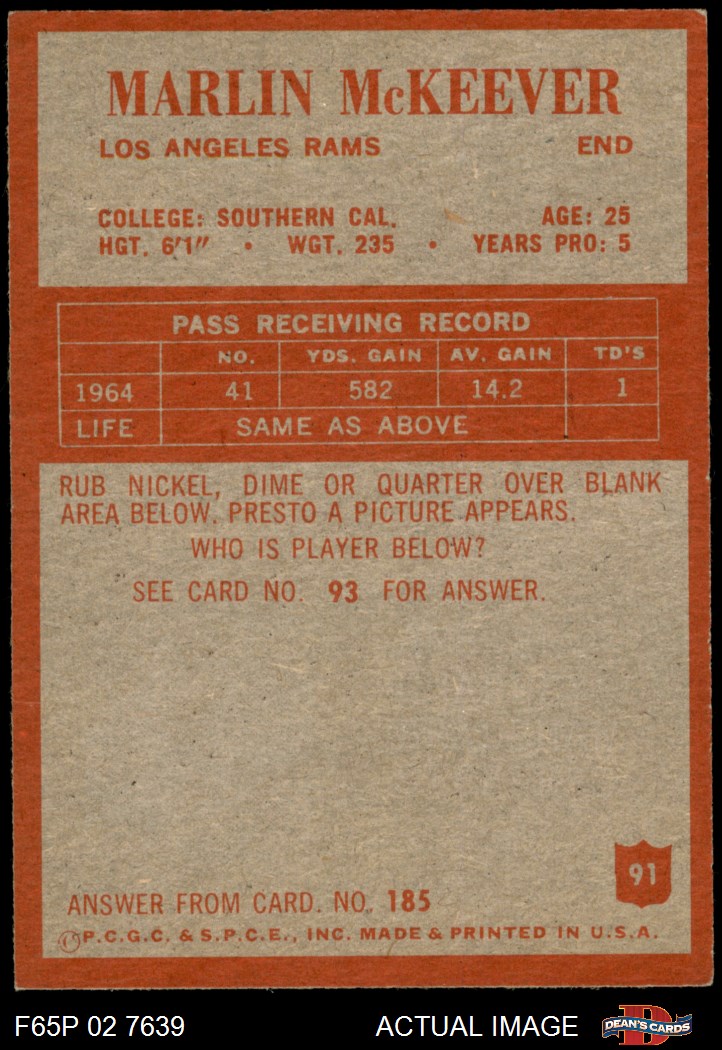 MARLIN McKEEVER
LOS ANGELES RAMS END
COLLEGE: SOUTHERN CAL. AGE: 25
HGT. 6'1" • WGT. 235 • YEARS PRO: 5
PASS RECEIVING RECORD
NO. YDS. GAIN AV. GAIN TD'S
1964 41 582 14.2 1
LIFE SAME AS ABOVE
RUB NICKEL, DIME OR QUARTER OVER BLANK
AREA BELOW. PRESTO A PICTURE APPEARS.
WHO IS PLAYER BELOW?
SEE CARD NO. 93 FOR ANSWER.
91
ANSWER FROM CARD. NO. 185
©P.C.G.C. & S.P.C.E., INC. MADE & PRINTED IN U.S.A.
F65P 02 7639 ACTUAL IMAGE D DEAN'S CARDS